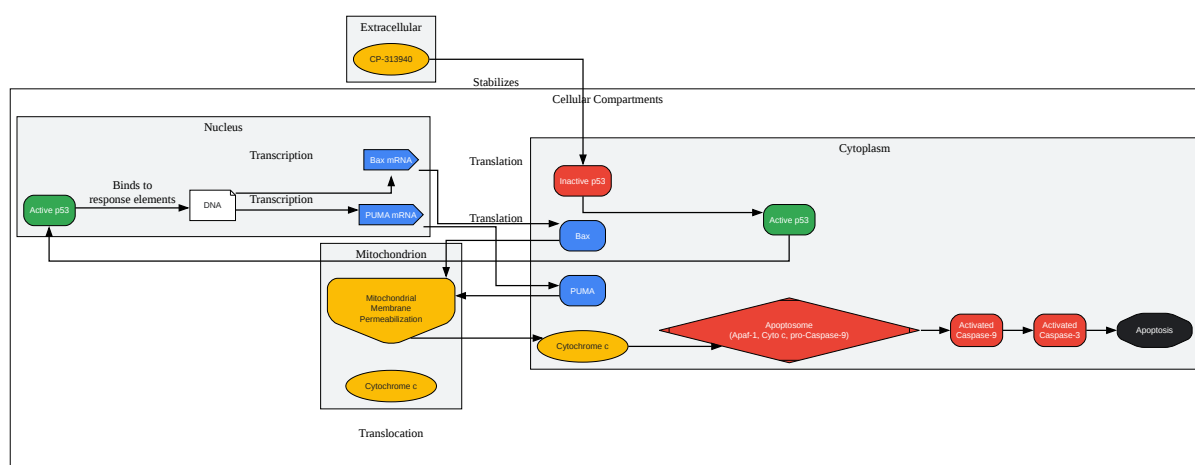 Extracellular
CP-313940
Stabilizes
Cellular Compartments
Nucleus
Transcription
Bax mRNA
Binds to
response elements
Active p53
DNA
Transcription
PUMA mRNA
Translation
Translation
Cytoplasm
Inactive p53
Active p53
Bax
PUMA
Mitochondrion
Mitochondrial
Membrane
Permeabilization
Cytochrome c
Translocation
Cytochrome c
Apoptosome
(Apaf-1, Cyto c, pro-Caspase-9)
Activated
Caspase-9
Activated
Caspase-3
Apoptosis